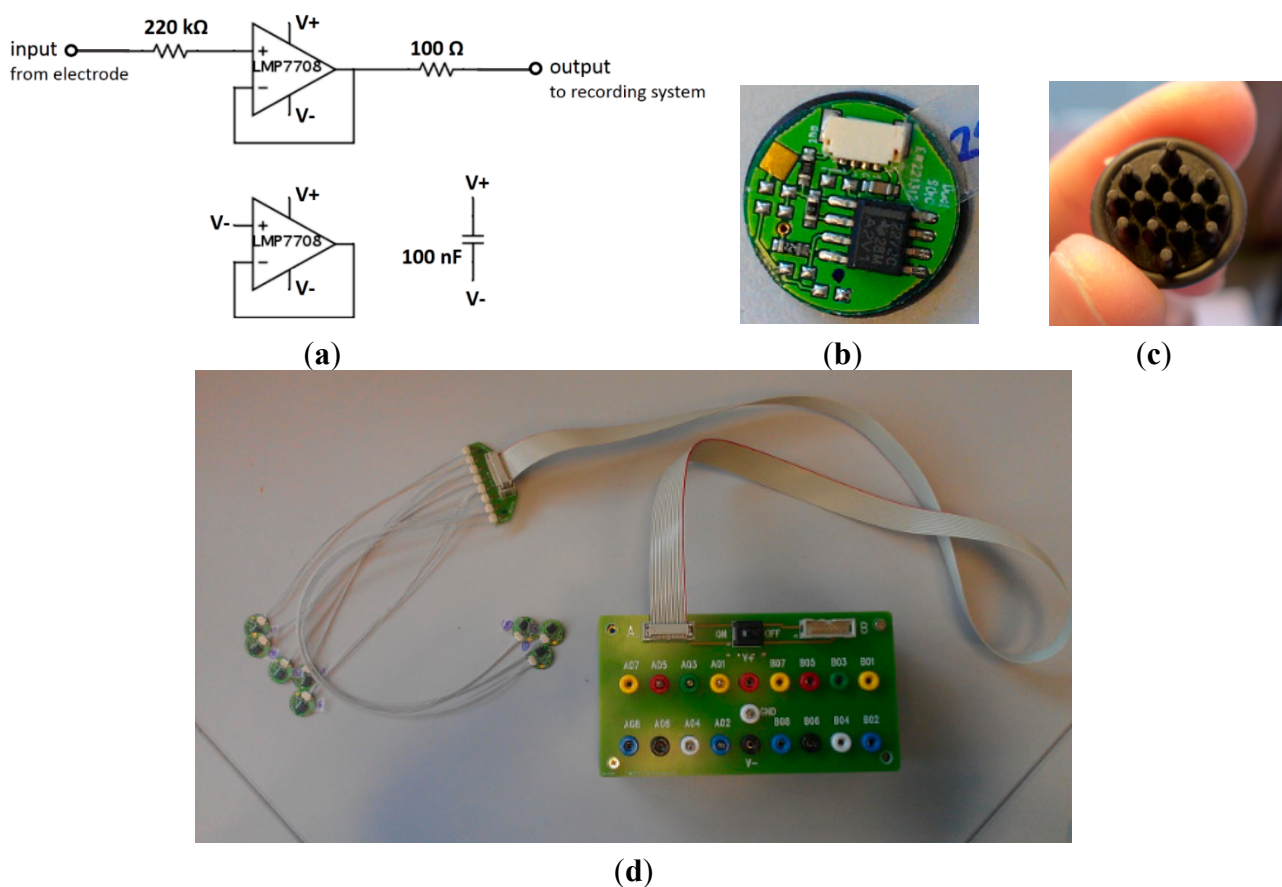 220 kΩ
V+
input
from electrode
+
LMP7708
−
V-
100 Ω
output
to recording system
V+
V-
+
LMP7708
−
V-
V+
100 nF
V-
(a)
(b)
(c)
A
ON
OFF
B
A07 A05 A03 A01 V+ B07 B05 B03 B01
GND
A08 A06 A04 A02 B08 B06 B04 B02
V-
(d)